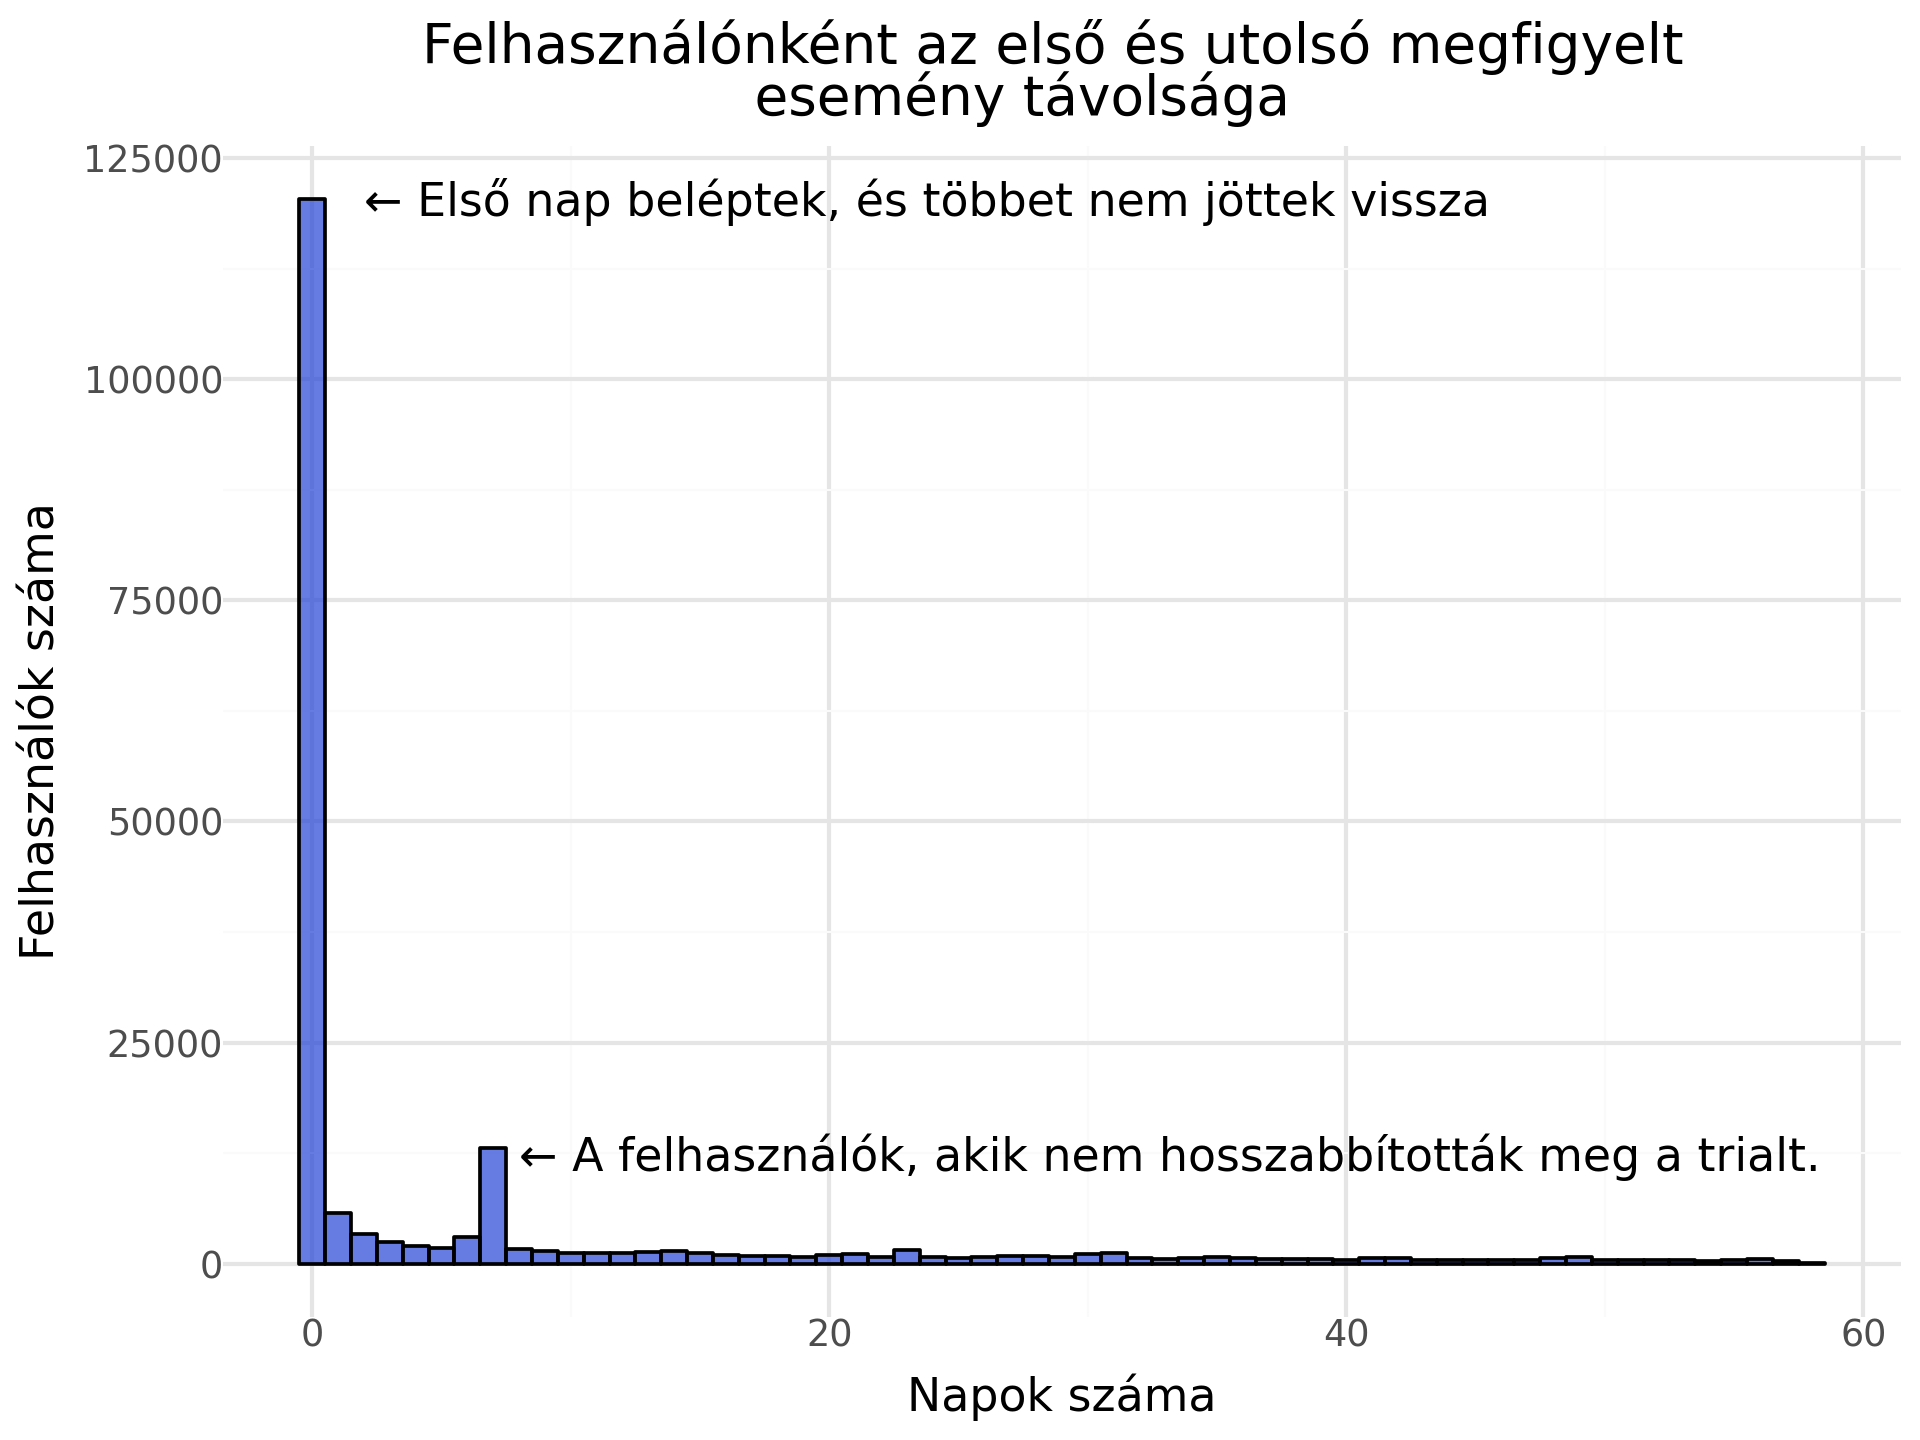 Felhasználónként az első és utolsó megfigyelt
esemény távolsága
125000
← Első nap beléptek, és többet nem jöttek vissza
100000
75000
Felhasználók száma
50000
25000
← A felhasználók, akik nem hosszabbították meg a trialt.
0
0 20 40 60
Napok száma